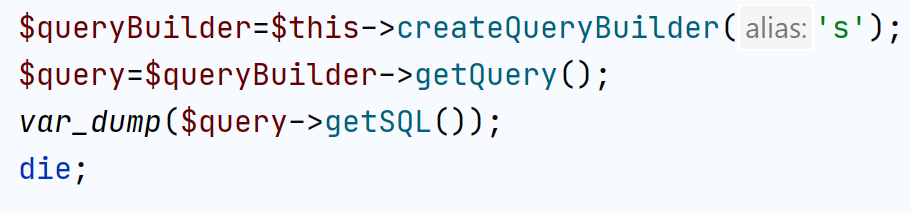 $queryBuilder=$this->createQueryBuilder( alias: 's');
$query=$queryBuilder->getQuery();
var_dump($query->getSQL());
die;